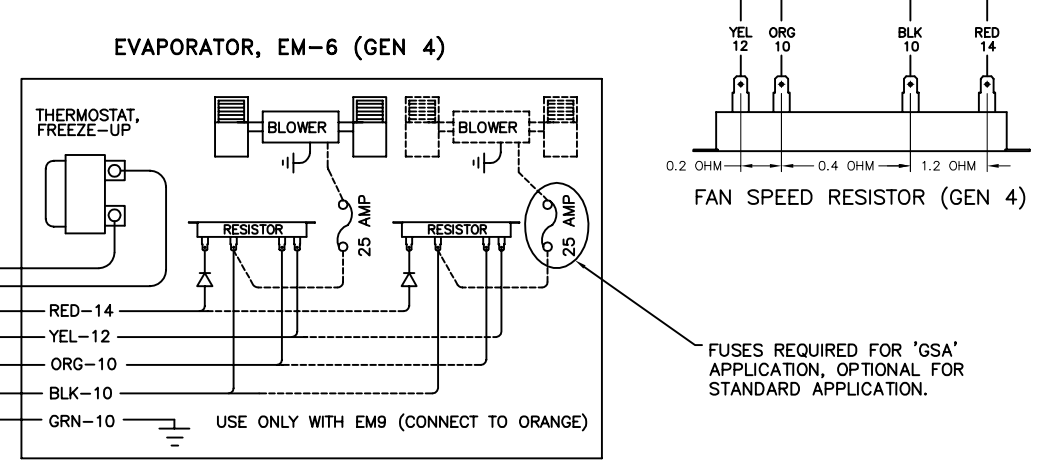 EVAPORATOR, EM-6 (GEN 4)
THERMOSTAT,
FREEZE-UP
BLOWER
BLOWER
25 AMP
25 AMP
RESISTOR
RESISTOR
RED-14
YEL-12
ORG-10
BLK-10
GRN-10
USE ONLY WITH EM9 (CONNECT TO ORANGE)
YEL ORG BLK RED
12 10 10 14
0.2 OHM 0.4 OHM 1.2 OHM
FAN SPEED RESISTOR (GEN 4)
FUSES REQUIRED FOR 'GSA'
APPLICATION, OPTIONAL FOR
STANDARD APPLICATION.